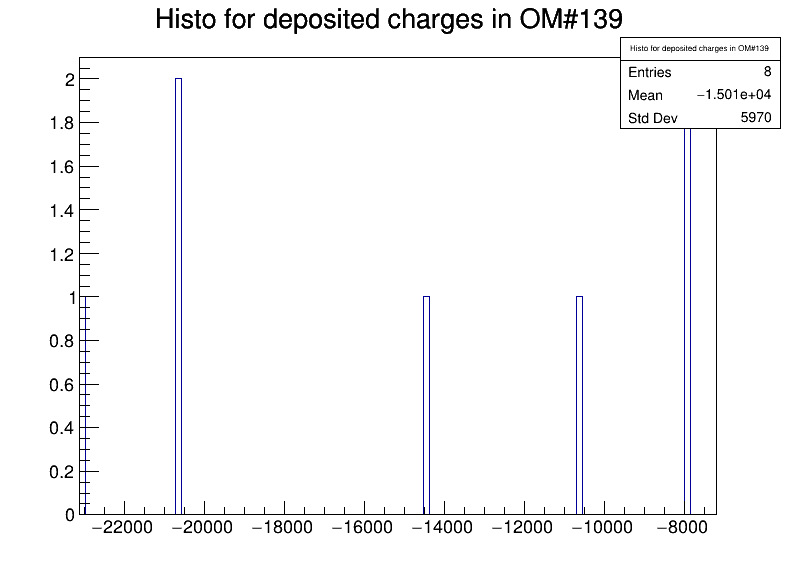 Histo for deposited charges in OM#139
Histo for deposited charges in OM#139
Entries 8
Mean −1.501e+04
Std Dev 5970
2
1.8
1.6
1.4
1.2
1
0.8
0.6
0.4
0.2
0
−22000 −20000 −18000 −16000 −14000 −12000 −10000 −8000